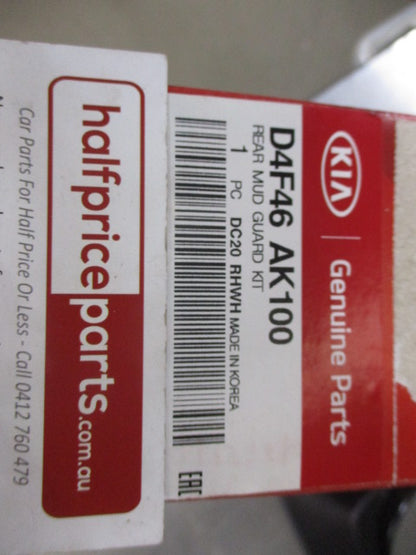 KIA | Genuine Parts
D4F46 AK100
REAR MUD GUARD KIT
1 PC DC20 RHWH MADE IN KOREA
EAC
halfpriceparts.com.au
Car Parts For Half Price Or Less - Call 0412 760 479